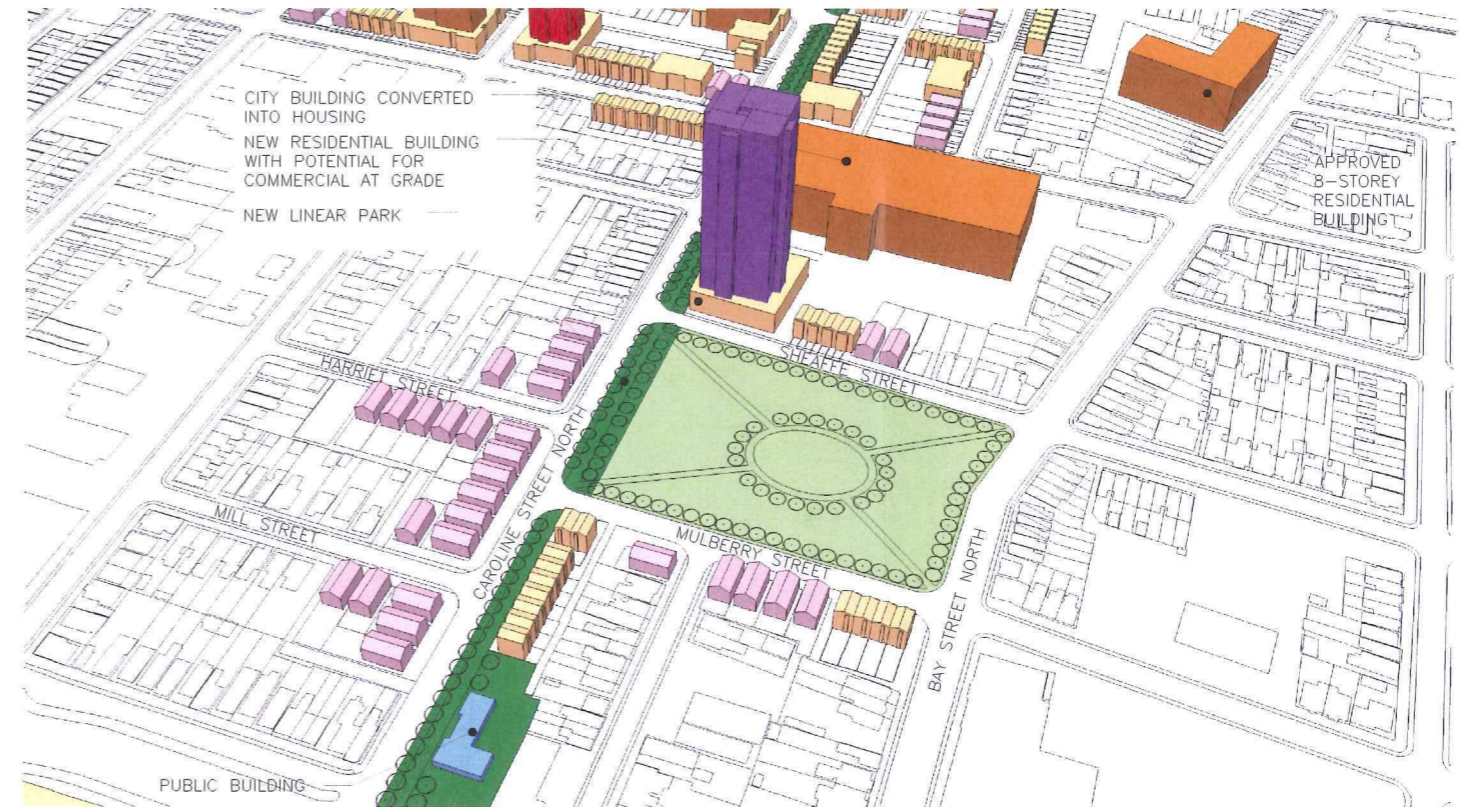 CITY BUILDING CONVERTED
INTO HOUSING
NEW RESIDENTIAL BUILDING
WITH POTENTIAL FOR
COMMERCIAL AT GRADE
NEW LINEAR PARK
APPROVED
8-STOREY
RESIDENTIAL
BUILDING
SHEAFFE STREET
HARRIET STREET
CAROLINE STREET NORTH
MILL STREET
MULBERRY STREET
BAY STREET NORTH
PUBLIC BUILDING